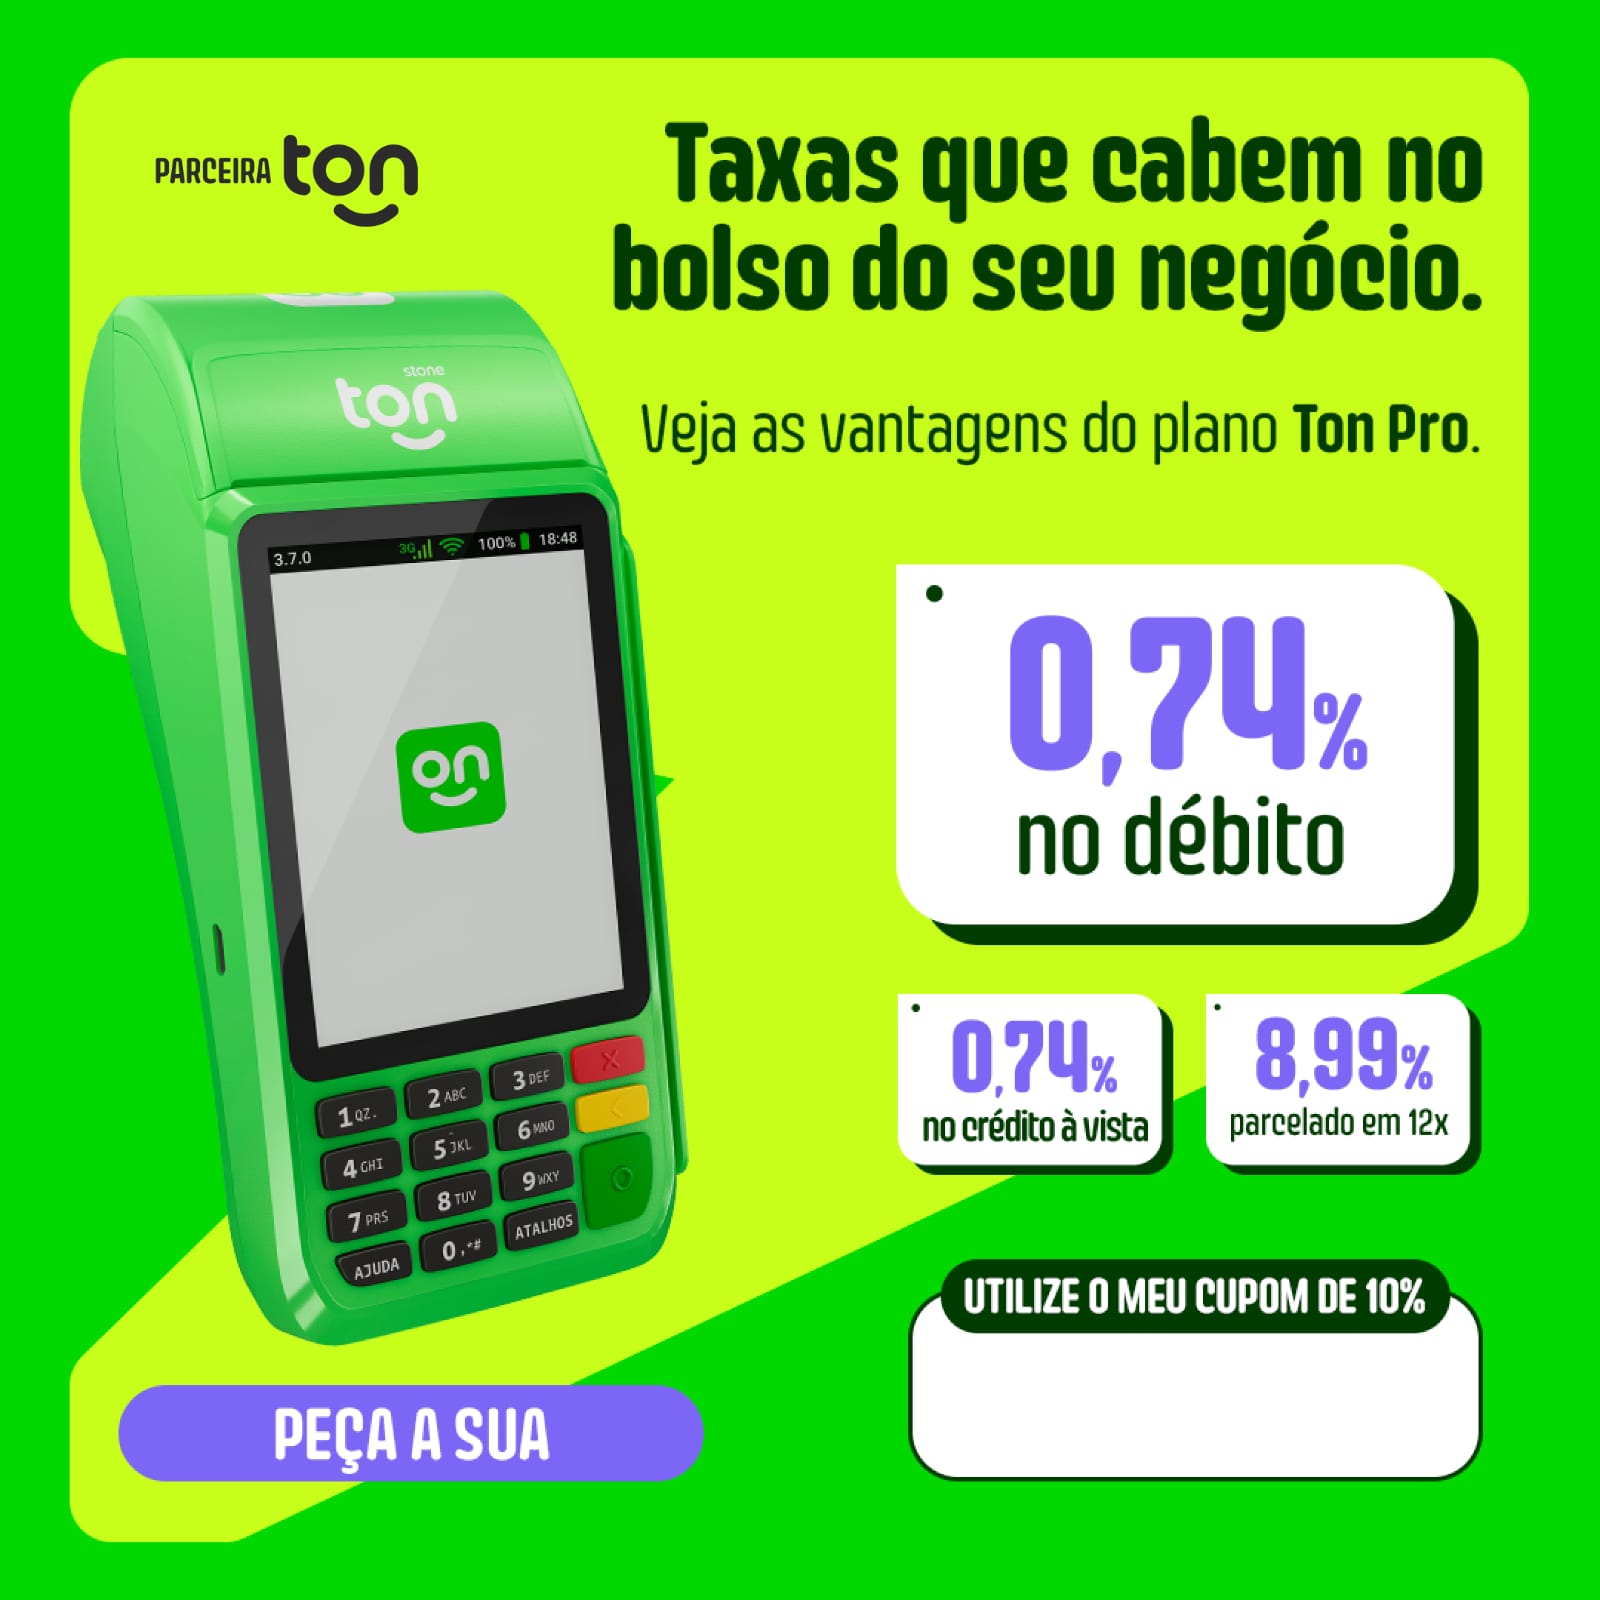 PARCEIRA ton
Taxas que cabem no
bolso do seu negócio.
Veja as vantagens do plano Ton Pro.
stone
ton
3.7.0 3G 100% 18:48
on
0,74%
no débito
0,74%
no crédito à vista
8,99%
parcelado em 12x
1 QZ. 2 ABC 3 DEF X
4 GHI 5 JKL 6 MNO <
7 PRS 8 TUV 9 WXY O
AJUDA 0,*# ATALHOS
UTILIZE O MEU CUPOM DE 10%
PEÇA A SUA